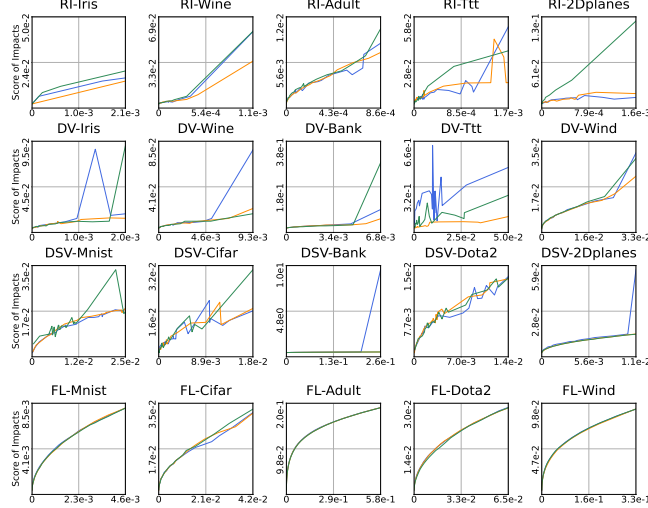 RI-Iris RI-Wine RI-Adult RI-Ttt RI-2Dplanes
Score of Impacts
2.4e-2 5.0e-2
3.3e-2 6.9e-2
5.6e-3 1.2e-2
2.8e-2 5.8e-2
6.1e-2 1.3e-1
0 1.0e-3 2.1e-3
0 5.4e-4 1.1e-3
0 4.3e-4 8.6e-4
0 8.5e-4 1.7e-3
0 7.9e-4 1.6e-3
DV-Iris DV-Wine DV-Bank DV-Ttt DV-Wind
Score of Impacts
4.5e-2 9.5e-2
4.1e-2 8.5e-2
1.8e-1 3.8e-1
3.2e-1 6.6e-1
1.7e-2 3.5e-2
0 1.0e-3 2.0e-3
0 4.6e-3 9.3e-3
0 3.4e-3 6.8e-3
0 2.5e-2 5.0e-2
0 1.6e-2 3.3e-2
DSV-Mnist DSV-Cifar DSV-Bank DSV-Dota2 DSV-2Dplanes
Score of Impacts
1.7e-2 3.5e-2
1.6e-2 3.2e-2
4.8e0 1.0e1
7.7e-3 1.5e-2
2.8e-2 5.9e-2
0 1.2e-2 2.5e-2
0 8.9e-3 1.8e-2
0 1.3e-1 2.6e-1
0 7.0e-3 1.4e-2
0 5.6e-3 1.1e-2
FL-Mnist FL-Cifar FL-Adult FL-Dota2 FL-Wind
Score of Impacts
4.1e-3 8.5e-3
1.7e-2 3.5e-2
9.8e-2 2.0e-1
1.4e-2 3.0e-2
4.7e-2 9.8e-2
0 2.3e-3 4.6e-3
0 2.1e-2 4.2e-2
0 2.9e-1 5.8e-1
0 3.3e-2 6.5e-2
0 1.6e-1 3.1e-1